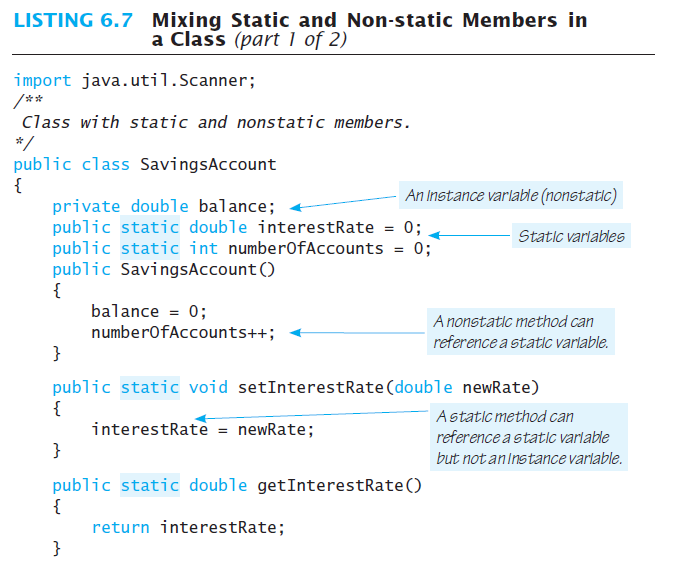 LISTING 6.7 Mixing Static and Non-static Members in
a Class (part 1 of 2)
import java.util.Scanner;
/**
Class with static and nonstatic members.
*/
public class SavingsAccount
{
private double balance;
An instance variable (nonstatic)
public static double interestRate = 0;
public static int numberOfAccounts = 0;
Static variables
public SavingsAccount()
{
balance = 0;
numberOfAccounts++;
A nonstatic method can
reference a static variable.
}
public static void setInterestRate(double newRate)
{
interestRate = newRate;
A static method can
reference a static variable
but not an instance variable.
}
public static double getInterestRate()
{
return interestRate;
}